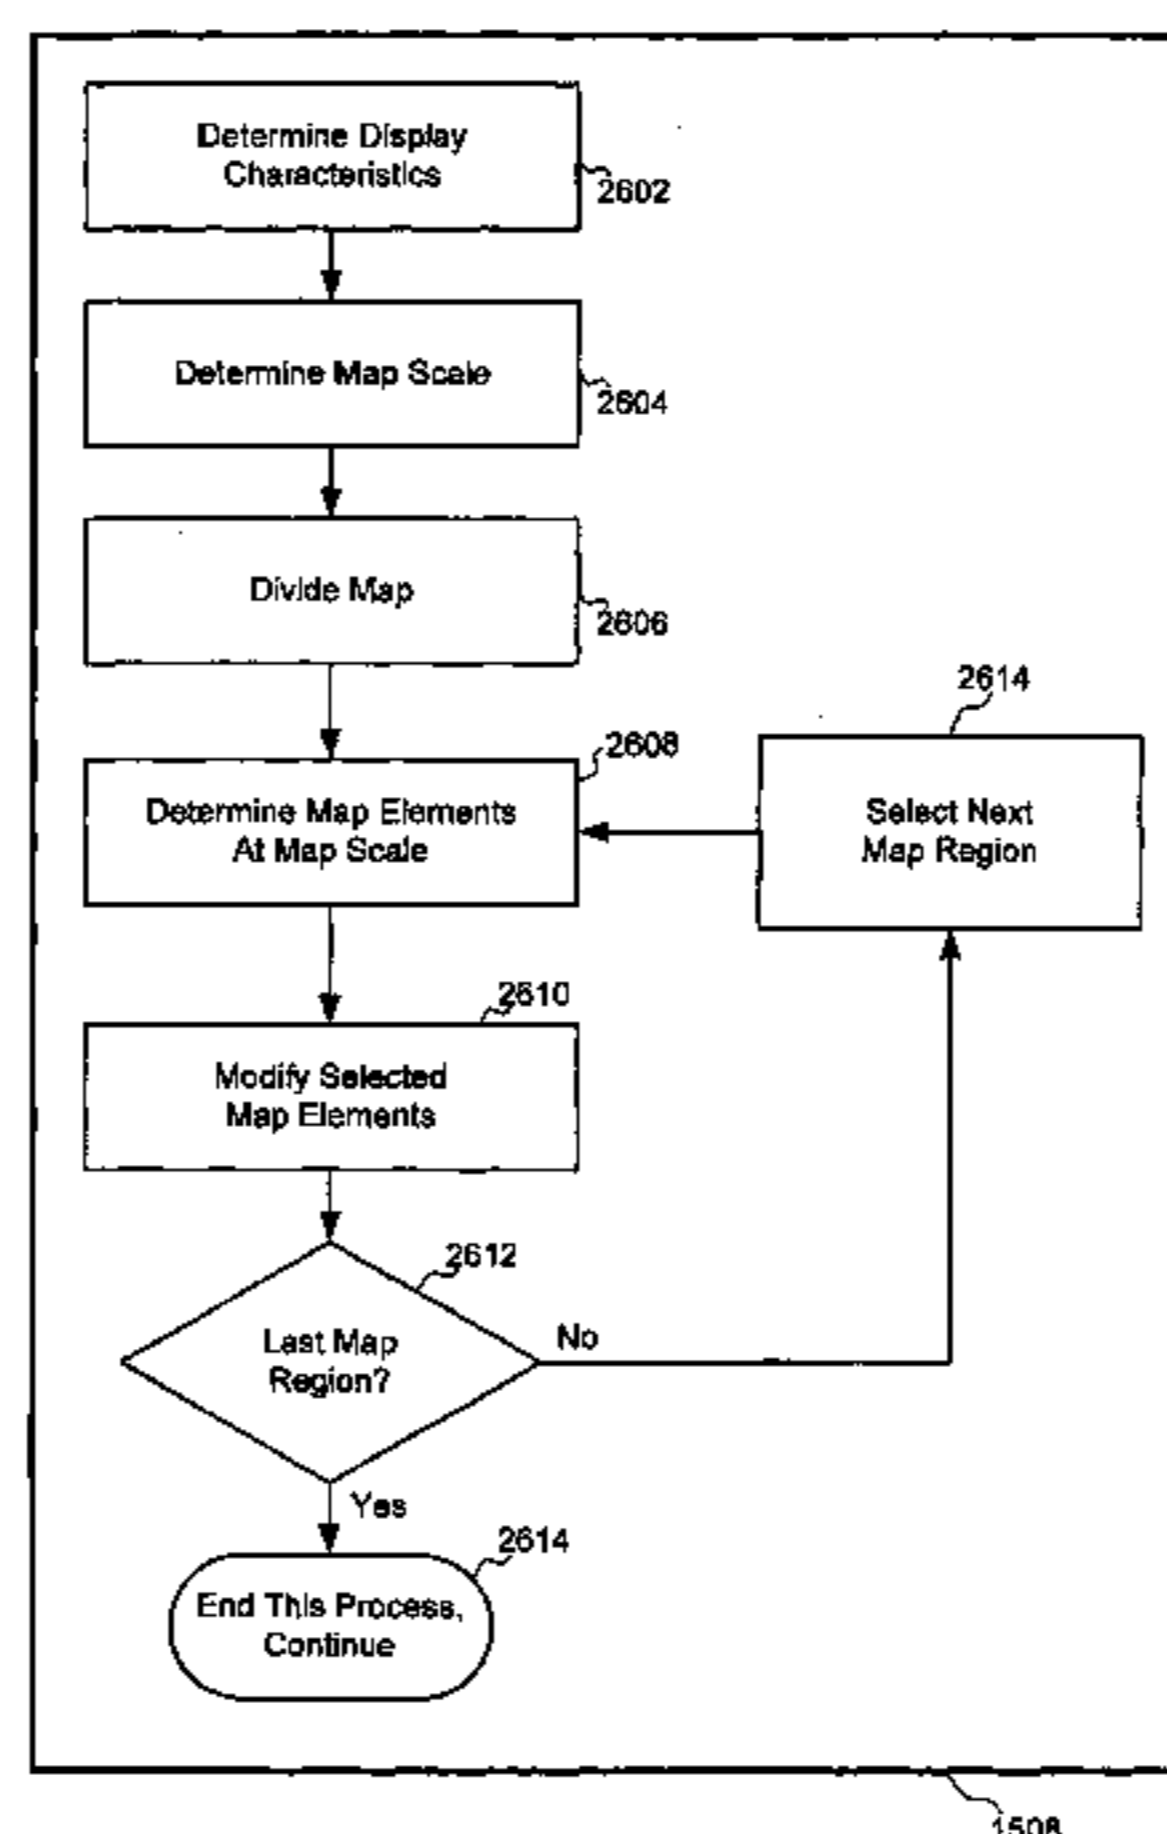 Determine Display
Characteristics
2602
Determine Map Scale
2604
Divide Map
2606
2614
2608
Select Next
Map Region
Determine Map Elements
At Map Scale
2610
Modify Selected
Map Elements
2612
Last Map
Region?
No
Yes
2614
End This Process,
Continue
1508